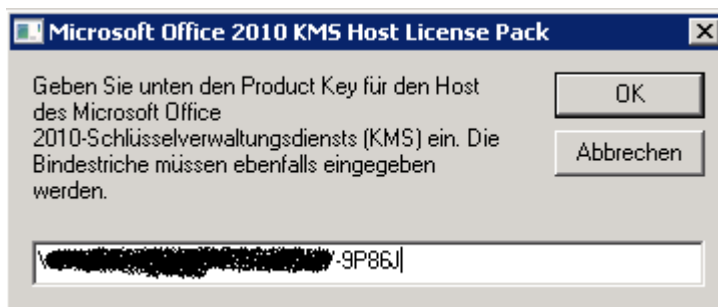 Microsoft Office 2010 KMS Host License Pack
Geben Sie unten den Product Key für den Host
des Microsoft Office
2010-Schlüsselverwaltungsdiensts (KMS) ein. Die
Bindestriche müssen ebenfalls eingegeben
werden.
OK
Abbrechen
-9P86J